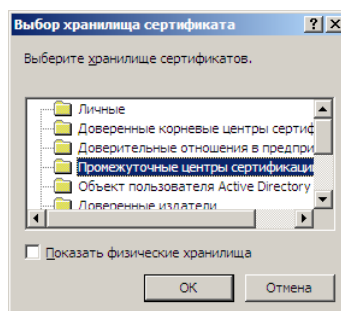 Выбор хранилища сертификата
Выберите хранилище сертификатов.
Личные
Доверенные корневые центры сертиф
Доверительные отношения в предпри
Промежуточные центры сертификаци
Объект пользователя Active Directory
Доверенные издатели
Показать физические хранилища
ОК Отмена